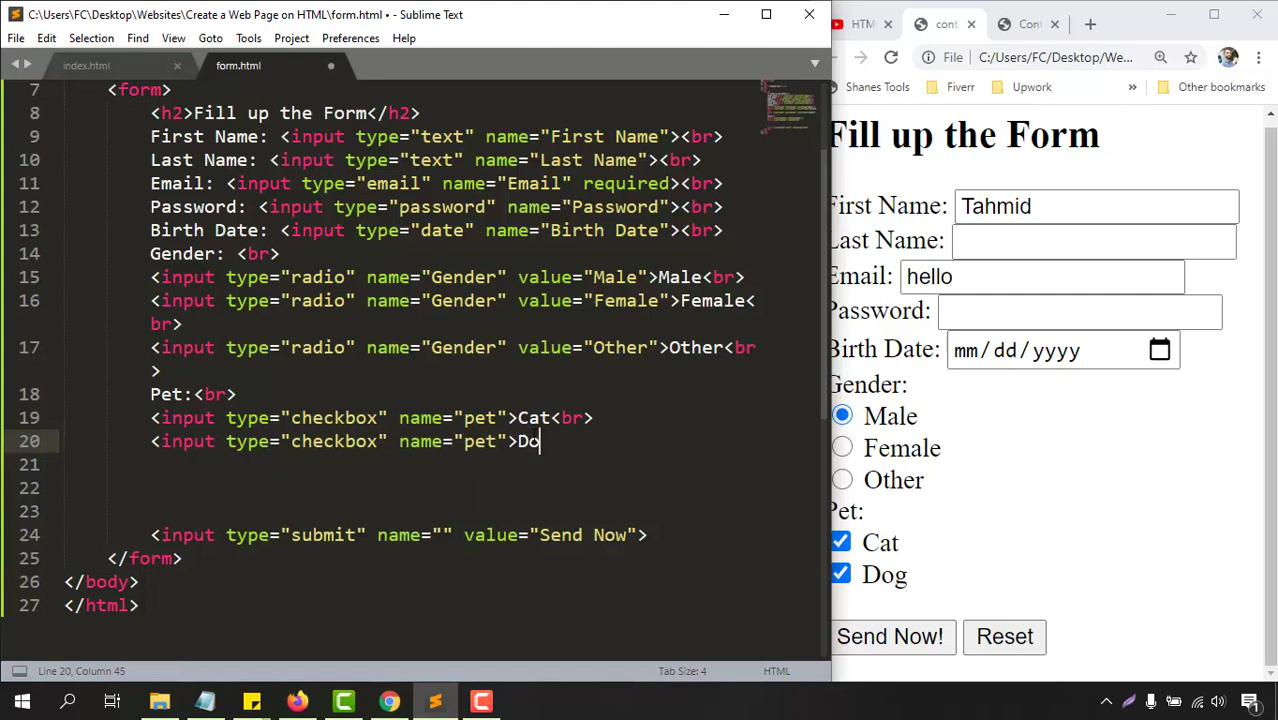 C:\Users\FC\Desktop\Websites\Create a Web Page on HTML\form.html • - Sublime Text
File Edit Selection Find View Goto Tools Project Preferences Help
index.html form.html
7 <form>
8 <h2>Fill up the Form</h2>
9 First Name: <input type="text" name="First Name"><br>
10 Last Name: <input type="text" name="Last Name"><br>
11 Email: <input type="email" name="Email" required><br>
12 Password: <input type="password" name="Password"><br>
13 Birth Date: <input type="date" name="Birth Date"><br>
14 Gender: <br>
15 <input type="radio" name="Gender" value="Male">Male<br>
16 <input type="radio" name="Gender" value="Female">Female<
br>
17 <input type="radio" name="Gender" value="Other">Other<br
>
18 Pet:<br>
19 <input type="checkbox" name="pet">Cat<br>
20 <input type="checkbox" name="pet">Do
21
22
23
24 <input type="submit" name="" value="Send Now">
25 </form>
26 </body>
27 </html>
Line 20, Column 45 Tab Size: 4 HTML
HTM cont Cont
File C:/Users/FC/Desktop/We...
Shanes Tools Fiverr Upwork Other bookmarks
Fill up the Form
First Name: Tahmid
Last Name:
Email: hello
Password:
Birth Date: mm/dd/yyyy
Gender:
Male
Female
Other
Pet:
Cat
Dog
Send Now! Reset